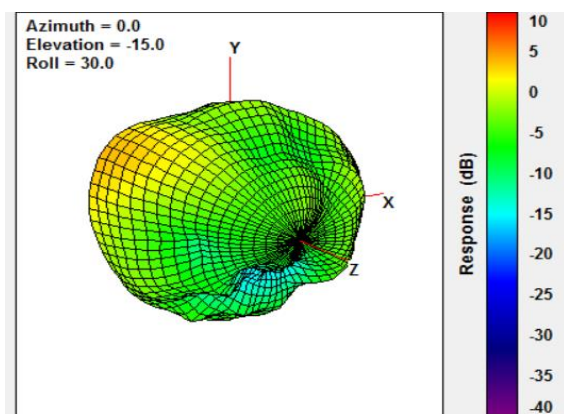 Azimuth = 0.0
Elevation = -15.0
Roll = 30.0
Y
X
Z
Response (dB)
10
5
0
-5
-10
-15
-20
-25
-30
-35
-40